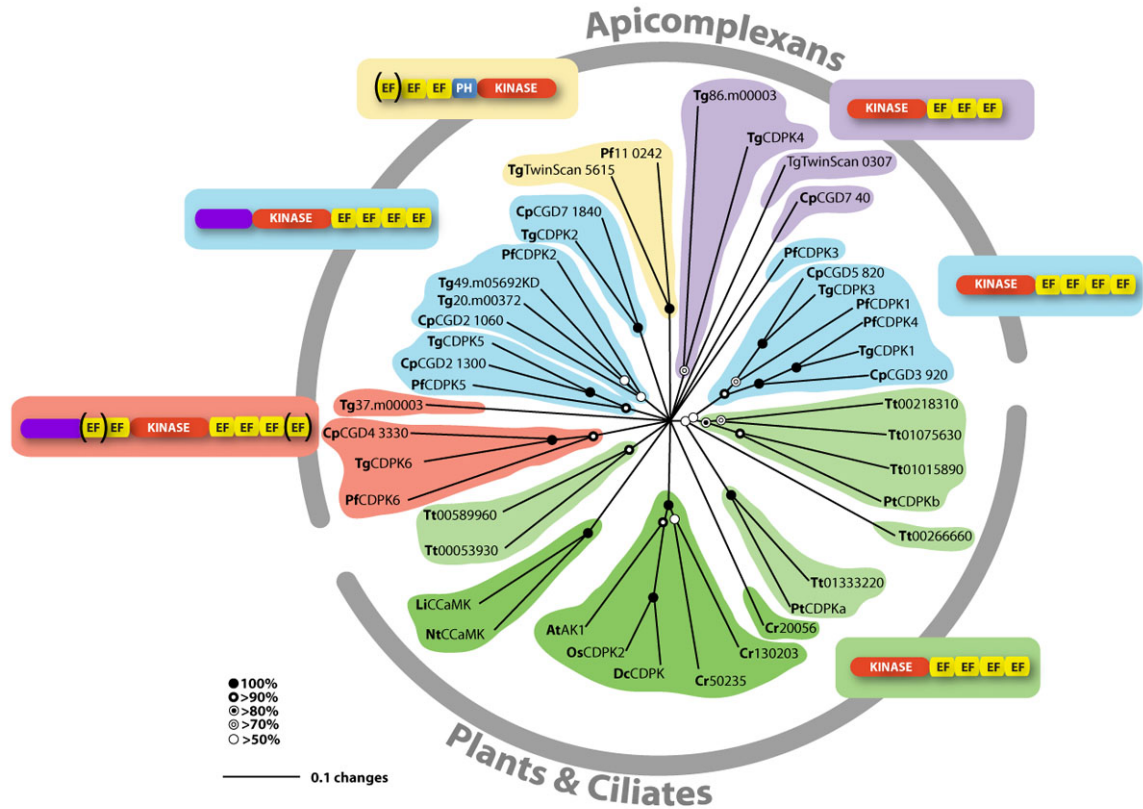 Apicomplexans
(EF) EF EF PH KINASE
KINASE EF EF EF
KINASE EF EF EF EF
KINASE EF EF EF EF
(EF) EF KINASE EF EF EF (EF)
KINASE EF EF EF EF
Tg86.m00003
TgCDPK4
TgTwinScan 0307
CpCGD7 40
Pf11 0242
TgTwinScan 5615
CpCGD7 1840
TgCDPK2
PfCDPK2
Tg49.m05692KD
Tg20.m00372
CpCGD2 1060
TgCDPK5
CpCGD2 1300
PfCDPK5
Tg37.m00003
CpCGD4 3330
TgCDPK6
PfCDPK6
Tt00589960
Tt00053930
LiCCaMK
NtCCaMK
AtAK1
OsCDPK2
DcCDPK
Cr50235
Cr130203
Cr20056
PtCDPKa
Tt01333220
Tt00266660
PtCDPKb
Tt01015890
Tt01075630
Tt00218310
CpCGD3 920
TgCDPK1
PfCDPK4
PfCDPK1
TgCDPK3
CpCGD5 820
PfCDPK3
100%
>90%
>80%
>70%
>50%
0.1 changes
Plants & Ciliates